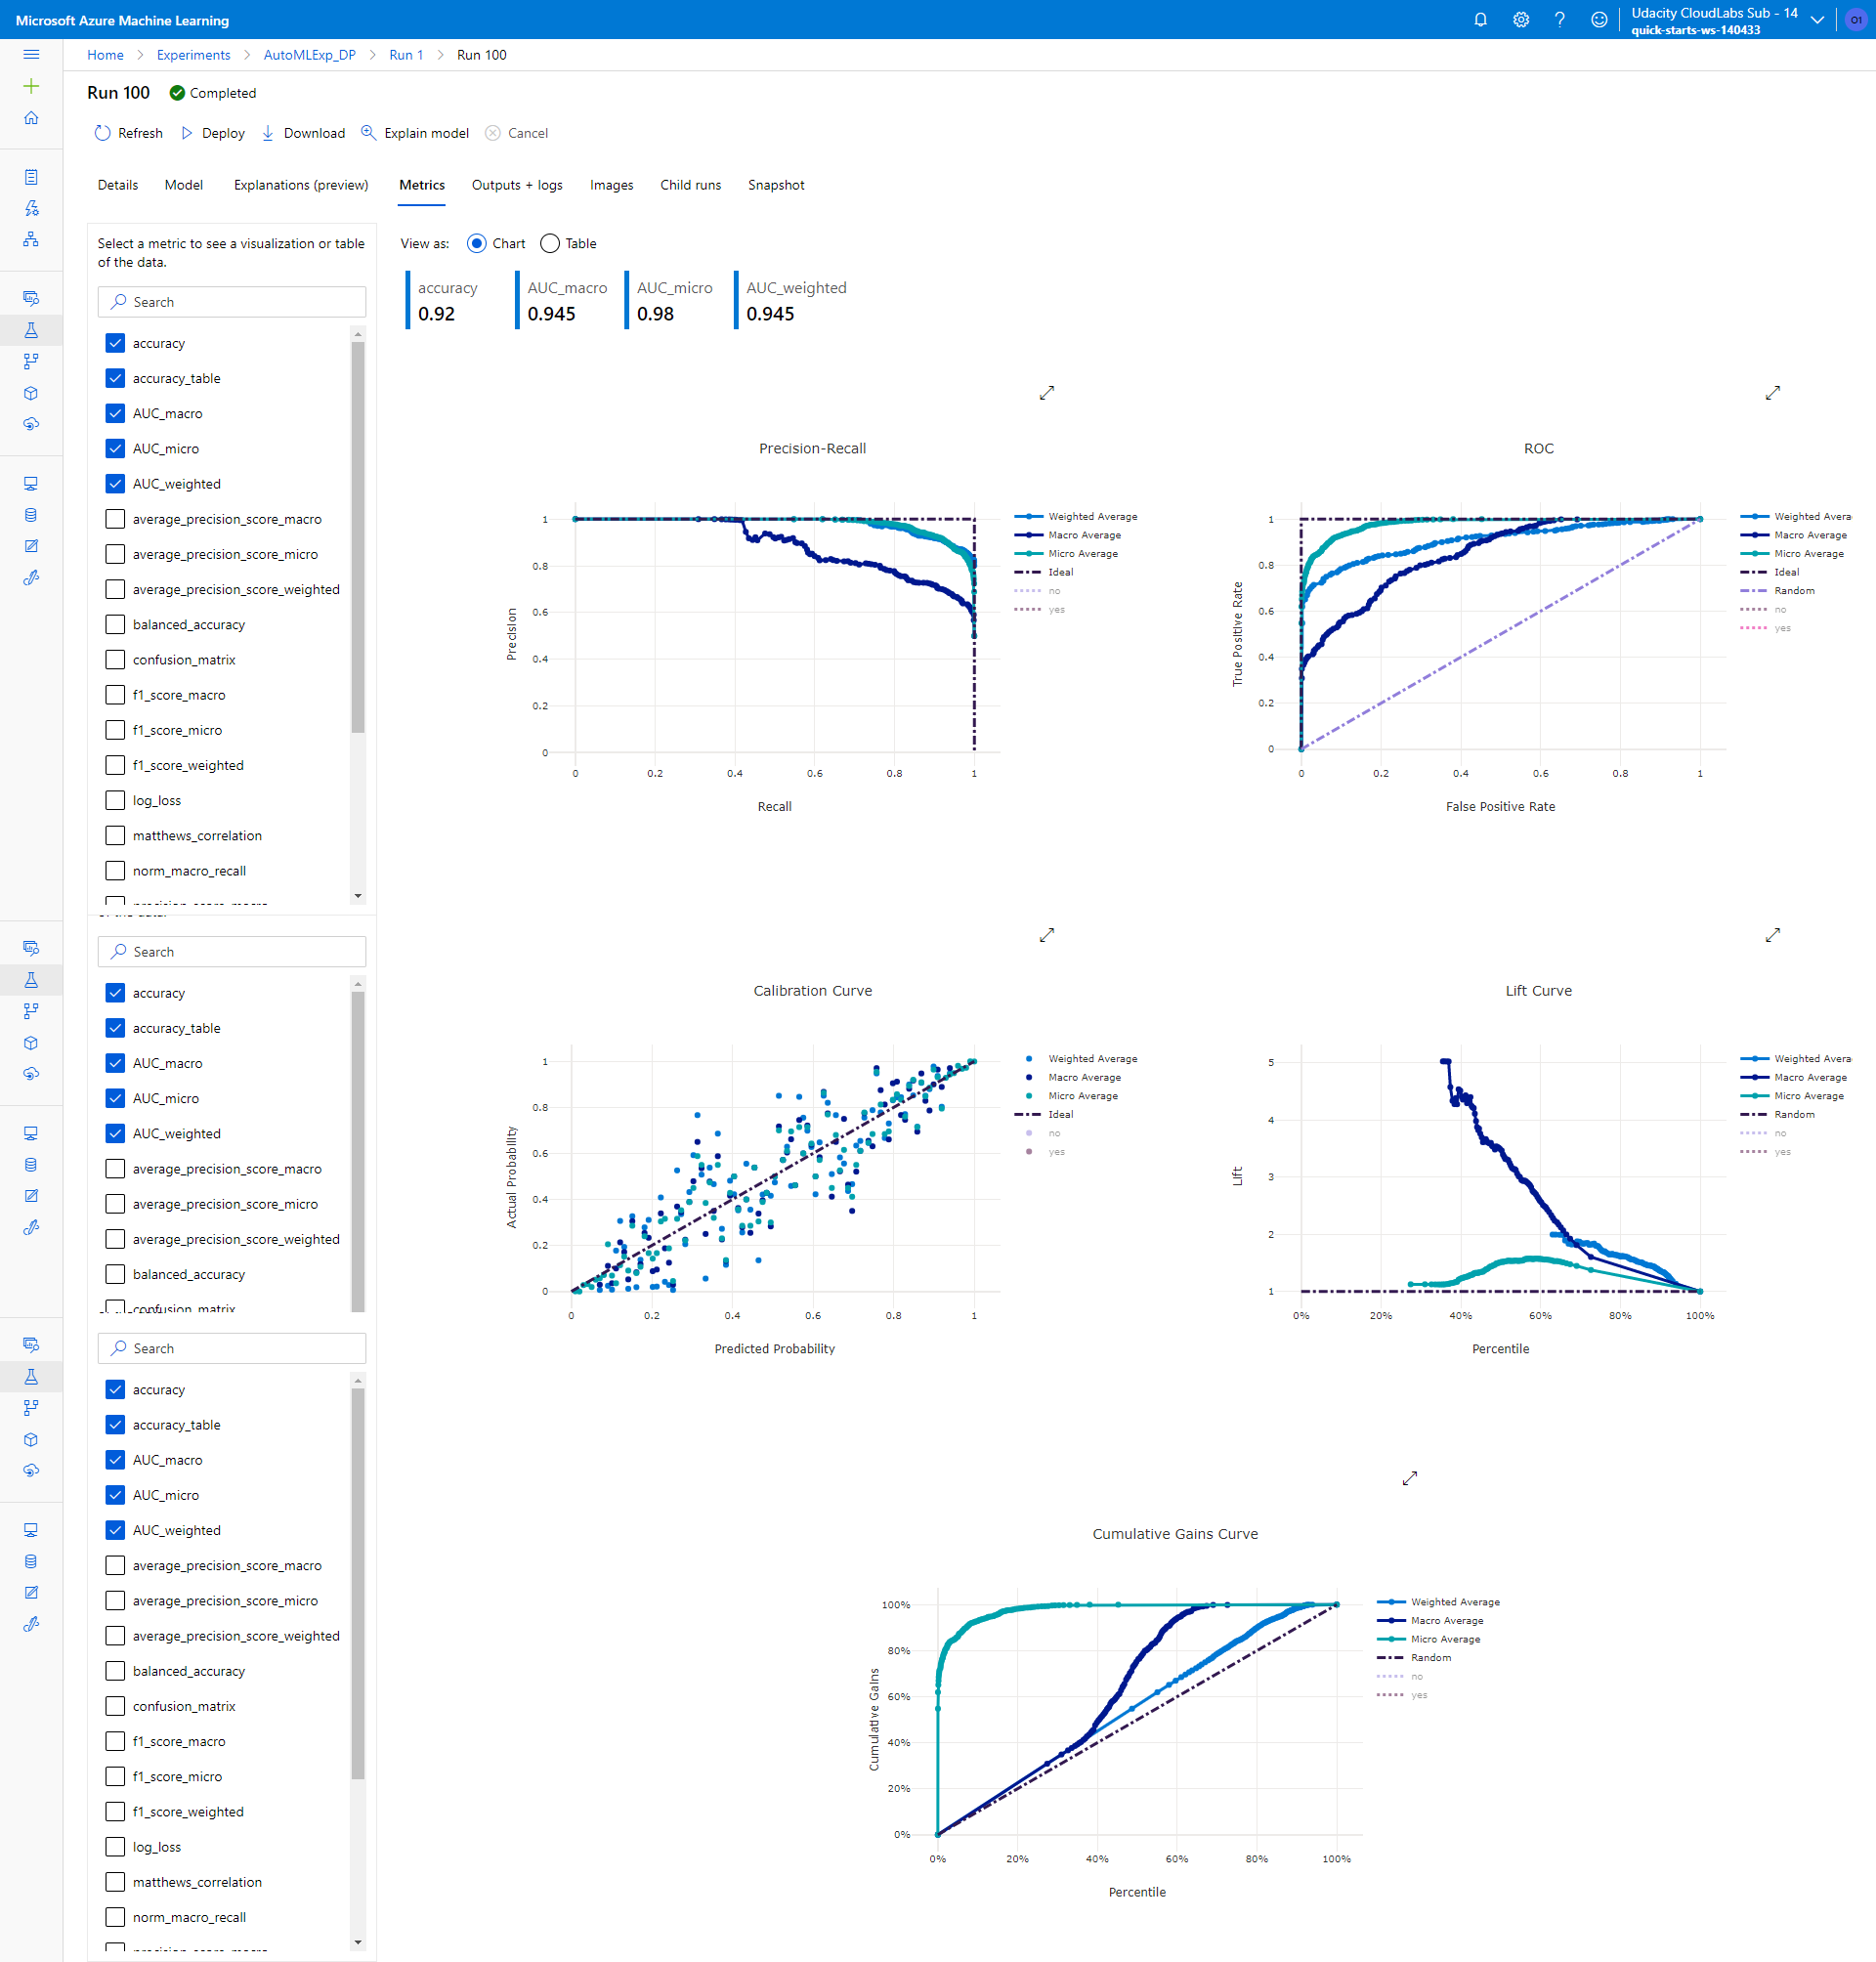 Microsoft Azure Machine Learning
Udacity CloudLabs Sub - 14
quick-starts-ws-140433
O1
Home > Experiments > AutoMLExp_DP > Run 1 > Run 100
Run 100 Completed
Refresh Deploy Download Explain model Cancel
Details Model Explanations (preview) Metrics Outputs + logs Images Child runs Snapshot
Select a metric to see a visualization or table
of the data.
Search
accuracy
accuracy_table
AUC_macro
AUC_micro
AUC_weighted
average_precision_score_macro
average_precision_score_micro
average_precision_score_weighted
balanced_accuracy
confusion_matrix
f1_score_macro
f1_score_micro
f1_score_weighted
log_loss
matthews_correlation
norm_macro_recall
View as: Chart Table
accuracy AUC_macro AUC_micro AUC_weighted
0.92 0.945 0.98 0.945
Precision-Recall
1
0.8
0.6
0.4
0.2
0
Precision
0 0.2 0.4 0.6 0.8 1
Recall
Weighted Average
Macro Average
Micro Average
Ideal
no
yes
ROC
1
0.8
0.6
0.4
0.2
0
True Positive Rate
0 0.2 0.4 0.6 0.8 1
False Positive Rate
Weighted Avera
Macro Average
Micro Average
Ideal
Random
no
yes
of the data.
Search
accuracy
accuracy_table
AUC_macro
AUC_micro
AUC_weighted
average_precision_score_macro
average_precision_score_micro
average_precision_score_weighted
balanced_accuracy
confusion_matrix
Calibration Curve
1
0.8
0.6
0.4
0.2
0
Actual Probability
0 0.2 0.4 0.6 0.8 1
Predicted Probability
Weighted Average
Macro Average
Micro Average
Ideal
no
yes
Lift Curve
5
4
3
2
1
Lift
0% 20% 40% 60% 80% 100%
Percentile
Weighted Avera
Macro Average
Micro Average
Random
no
yes
Search
accuracy
accuracy_table
AUC_macro
AUC_micro
AUC_weighted
average_precision_score_macro
average_precision_score_micro
average_precision_score_weighted
balanced_accuracy
confusion_matrix
f1_score_macro
f1_score_micro
f1_score_weighted
log_loss
matthews_correlation
norm_macro_recall
Cumulative Gains Curve
100%
80%
60%
40%
20%
0%
Cumulative Gains
0% 20% 40% 60% 80% 100%
Percentile
Weighted Average
Macro Average
Micro Average
Random
no
yes